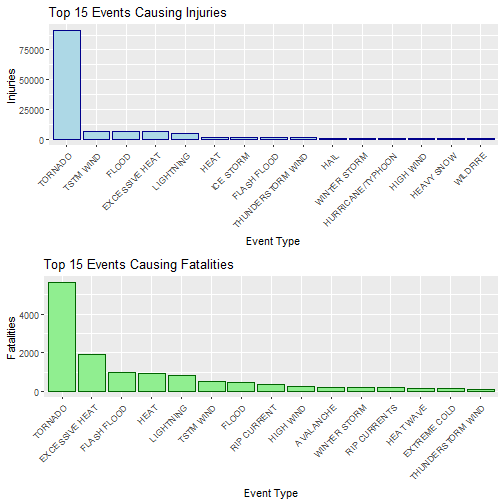 Top 15 Events Causing Injuries
Injuries
75000
50000
25000
0
TORNADO
TSTM WIND
FLOOD
EXCESSIVE HEAT
LIGHTNING
HEAT
ICE STORM
FLASH FLOOD
THUNDERSTORM WIND
HAIL
WINTER STORM
HURRICANE/TYPHOON
HIGH WIND
HEAVY SNOW
WILDFIRE
Event Type
Top 15 Events Causing Fatalities
Fatalities
4000
2000
0
TORNADO
EXCESSIVE HEAT
FLASH FLOOD
HEAT
LIGHTNING
TSTM WIND
FLOOD
RIP CURRENT
HIGH WIND
AVALANCHE
WINTER STORM
RIP CURRENTS
HEAT WAVE
EXTREME COLD
THUNDERSTORM WIND
Event Type